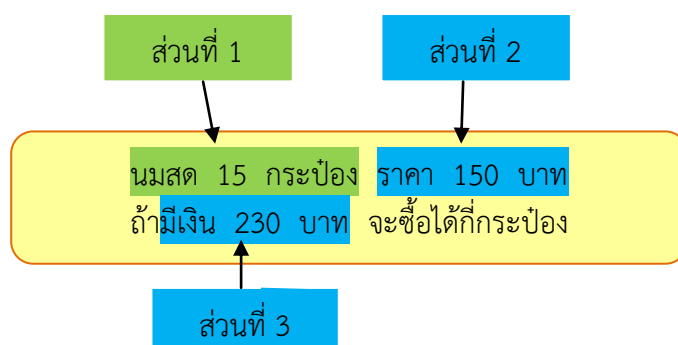 ส่วนที่ 1
ส่วนที่ 2
นมสด 15 กระป๋อง ราคา 150 บาท
ถ้ามีเงิน 230 บาท จะซื้อได้กี่กระป๋อง
ส่วนที่ 3